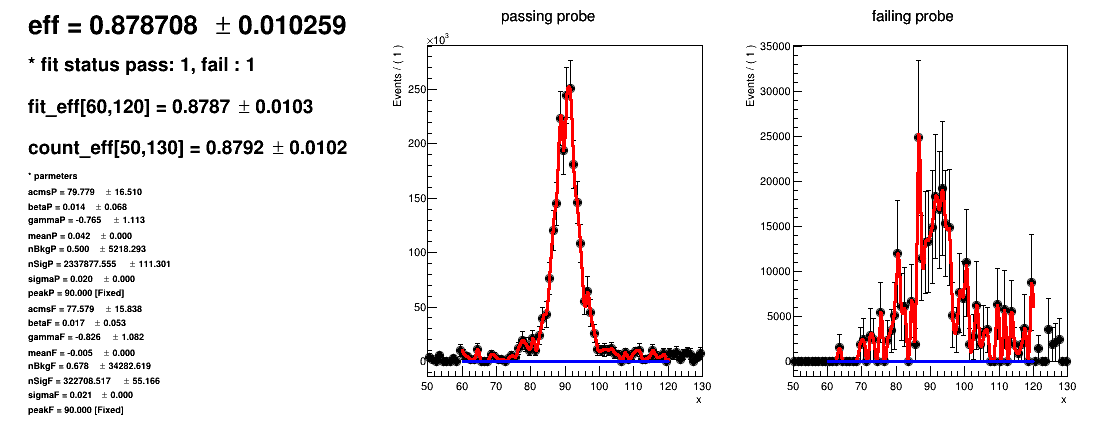 eff = 0.878708 ± 0.010259
* fit status pass: 1, fail : 1
fit_eff[60,120] = 0.8787 ± 0.0103
count_eff[50,130] = 0.8792 ± 0.0102
* parmeters
acmsP = 79.779 ± 16.510
betaP = 0.014 ± 0.068
gammaP = -0.765 ± 1.113
meanP = 0.042 ± 0.000
nBkgP = 0.500 ± 5218.293
nSigP = 2337877.555 ± 111.301
sigmaP = 0.020 ± 0.000
peakP = 90.000 [Fixed]
acmsF = 77.579 ± 15.838
betaF = 0.017 ± 0.053
gammaF = -0.826 ± 1.082
meanF = -0.005 ± 0.000
nBkgF = 0.678 ± 34282.619
nSigF = 322708.517 ± 55.166
sigmaF = 0.021 ± 0.000
peakF = 90.000 [Fixed]
passing probe
×10³
Events / ( 1 )
250
200
150
100
50
0
50 60 70 80 90 100 110 120 130
x
failing probe
Events / ( 1 )
35000
30000
25000
20000
15000
10000
5000
0
50 60 70 80 90 100 110 120 130
x